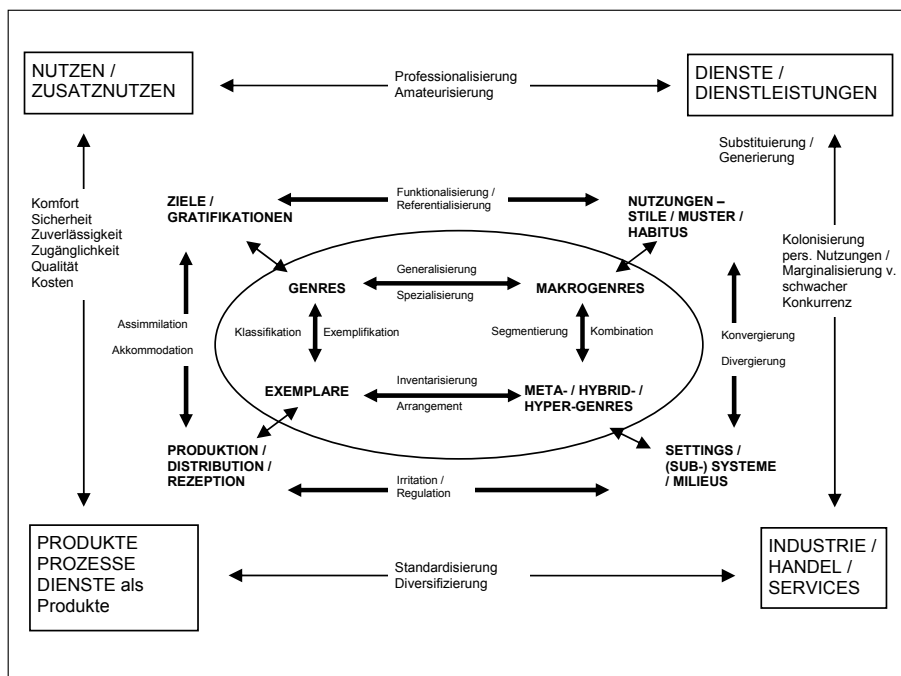 NUTZEN /
ZUSATZNUTZEN
Professionalisierung
Amateurisierung
DIENSTE /
DIENSTLEISTUNGEN
Substituierung /
Generierung
Komfort
Sicherheit
Zuverlässigkeit
Zugänglichkeit
Qualität
Kosten
ZIELE /
GRATIFIKATIONEN
Funktionalisierung /
Referentialisierung
NUTZUNGEN –
STILE / MUSTER /
HABITUS
Kolonisierung
pers. Nutzungen /
Marginalisierung v.
schwacher
Konkurrenz
GENRES
Generalisierung
Spezialisierung
MAKROGENRES
Assimmilation
Akkommodation
Klassifikation
Exemplifikation
Segmentierung
Kombination
Konvergierung
Divergierung
EXEMPLARE
Inventarisierung
Arrangement
META- / HYBRID- /
HYPER-GENRES
PRODUKTION /
DISTRIBUTION /
REZEPTION
Irritation /
Regulation
SETTINGS /
(SUB-) SYSTEME
/ MILIEUS
PRODUKTE
PROZESSE
DIENSTE als
Produkte
Standardisierung
Diversifizierung
INDUSTRIE /
HANDEL /
SERVICES